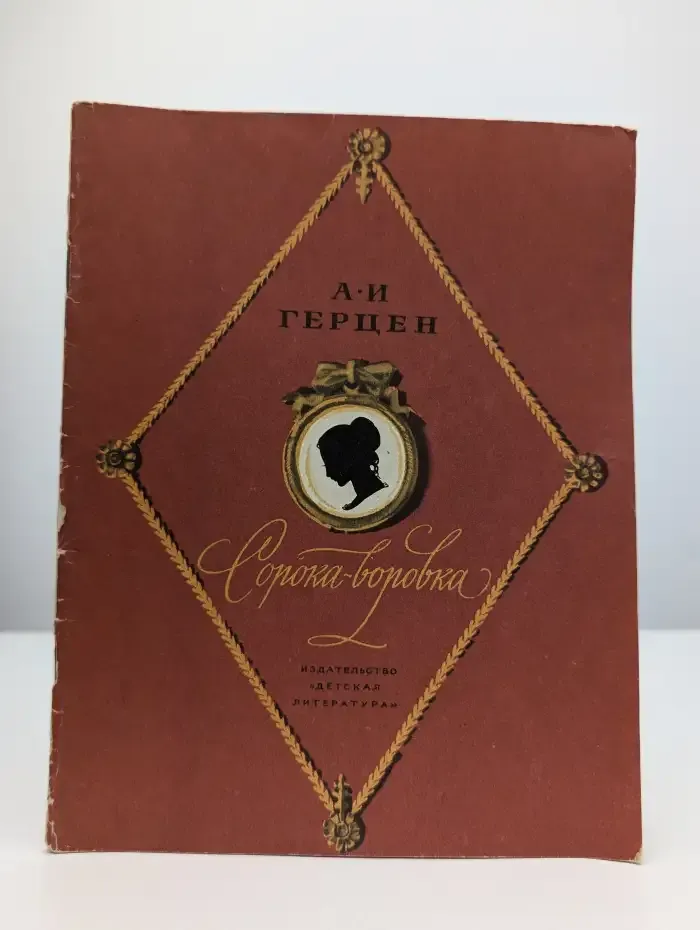 А·И
ГЕРЦЕН
Сорока-воровка
ИЗДАТЕЛЬСТВО
«ДЕТСКАЯ
ЛИТЕРАТУРА»